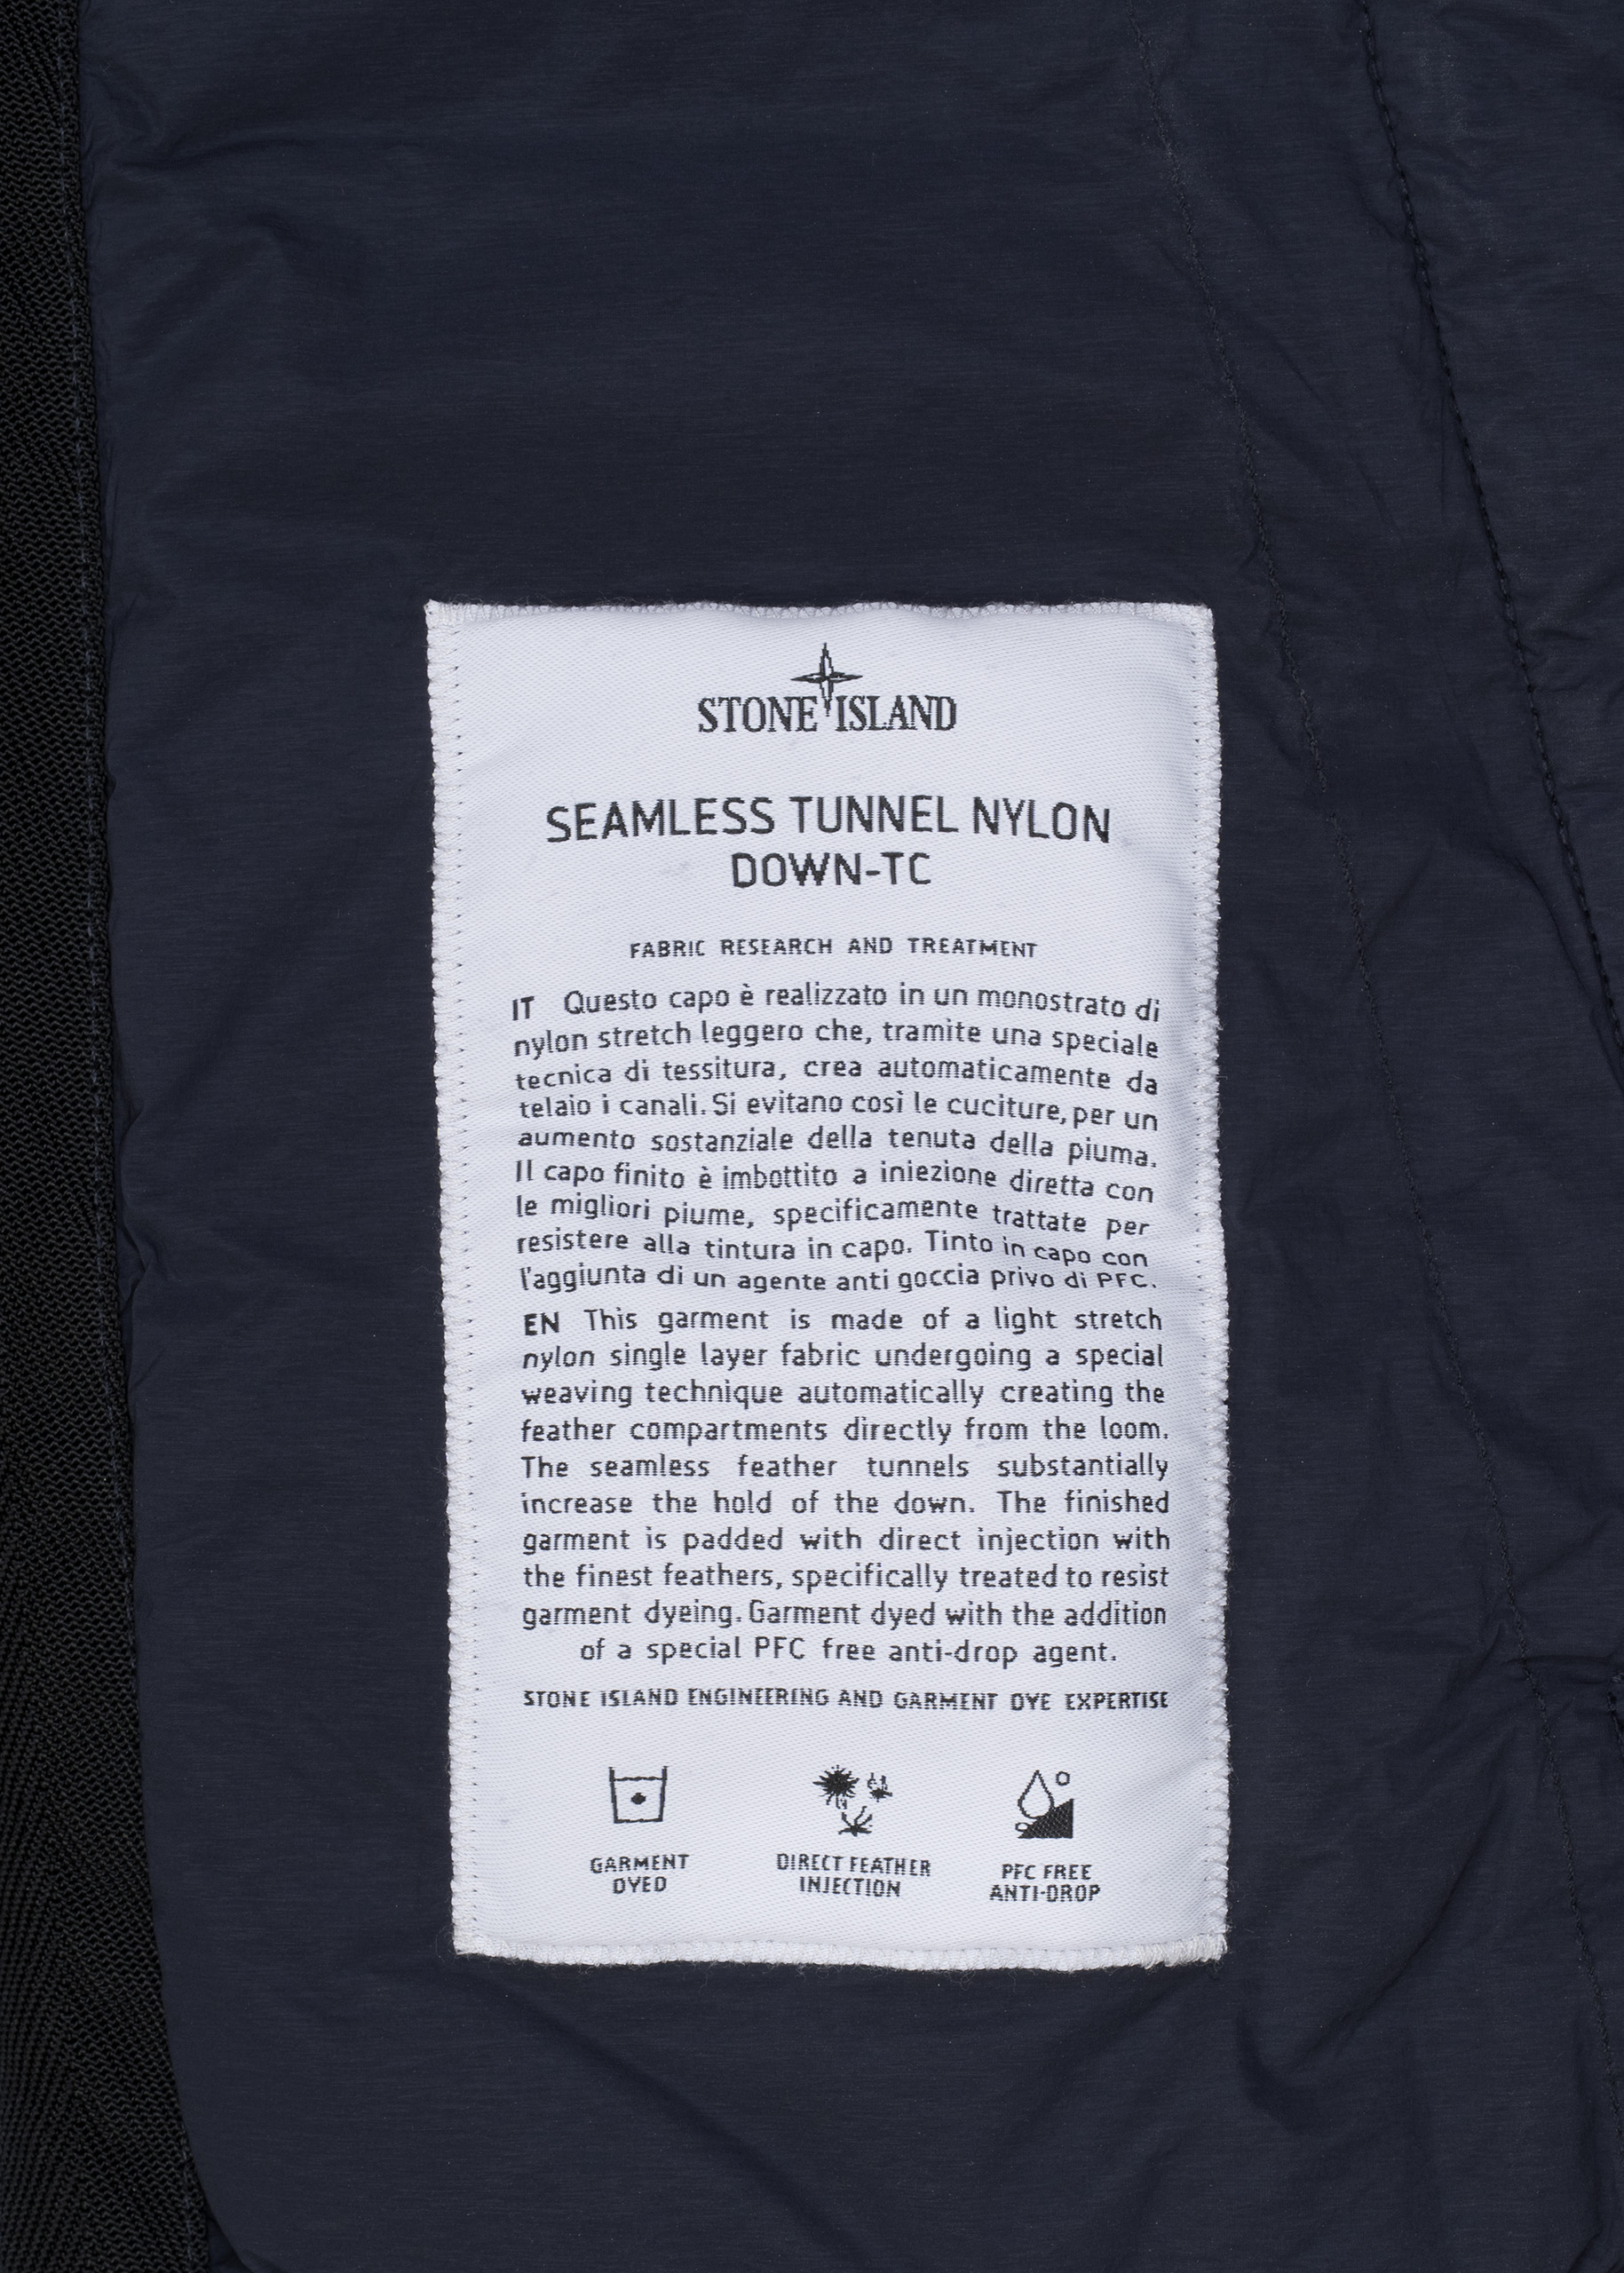 STONE ISLAND
SEAMLESS TUNNEL NYLON
DOWN-TC
FABRIC RESEARCH AND TREATMENT
IT Questo capo è realizzato in un monostrato di
nylon stretch leggero che, tramite una speciale
tecnica di tessitura, crea automaticamente da
telaio i canali. Si evitano così le cuciture, per un
aumento sostanziale della tenuta della piuma.
Il capo finito è imbottito a iniezione diretta con
le migliori piume, specificamente trattate per
resistere alla tintura in capo. Tinto in capo con
l'aggiunta di un agente anti goccia privo di PFC.
EN This garment is made of a light stretch
nylon single layer fabric undergoing a special
weaving technique automatically creating the
feather compartments directly from the loom.
The seamless feather tunnels substantially
increase the hold of the down. The finished
garment is padded with direct injection with
the finest feathers, specifically treated to resist
garment dyeing. Garment dyed with the addition
of a special PFC free anti-drop agent.
STONE ISLAND ENGINEERING AND GARMENT DYE EXPERTISE
GARMENT
DYED
DIRECT FEATHER
INJECTION
PFC FREE
ANTI-DROP